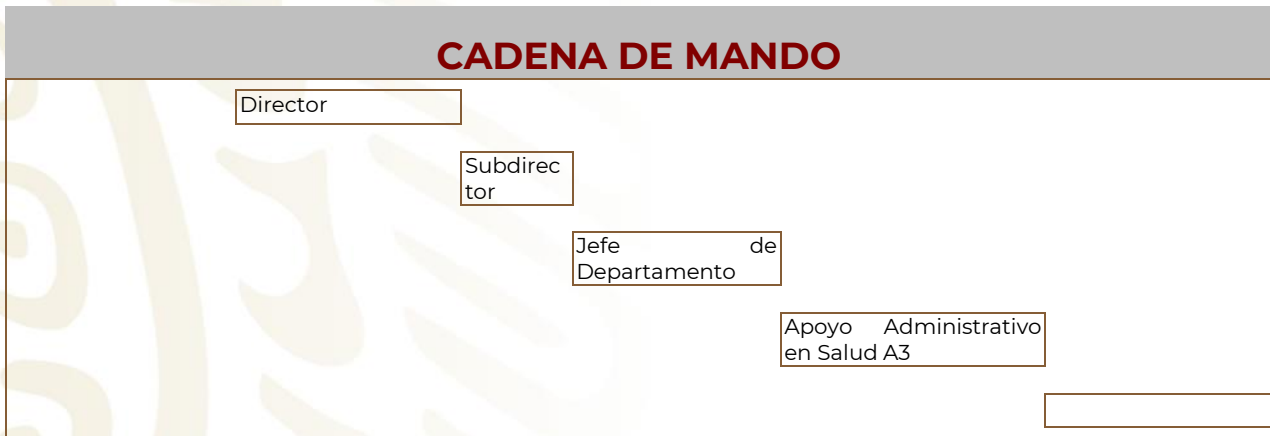 CADENA DE MANDO
Director
Subdirec
tor
Jefe de
Departamento
Apoyo Administrativo
en Salud A3